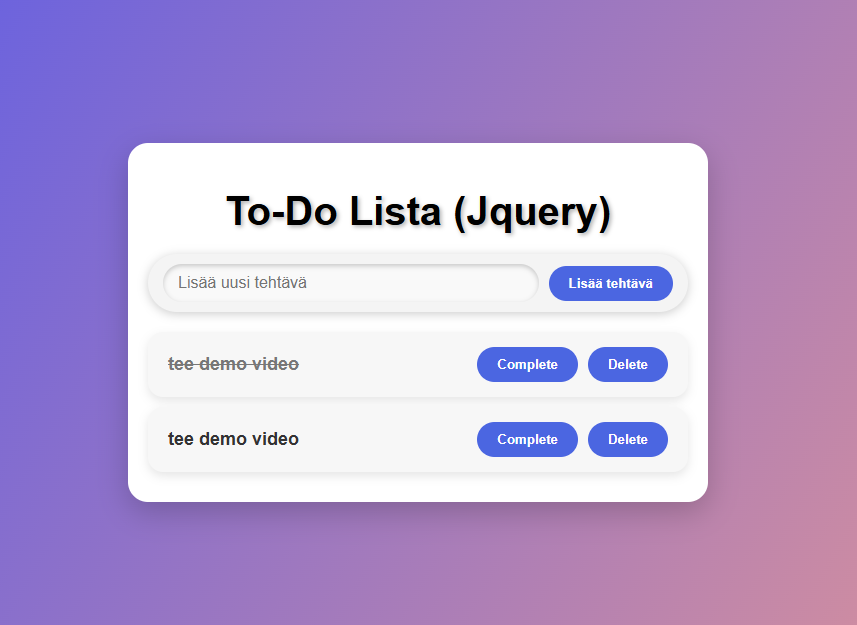 To-Do Lista (Jquery)
Lisää uusi tehtävä Lisää tehtävä
tee demo video Complete Delete
tee demo video Complete Delete